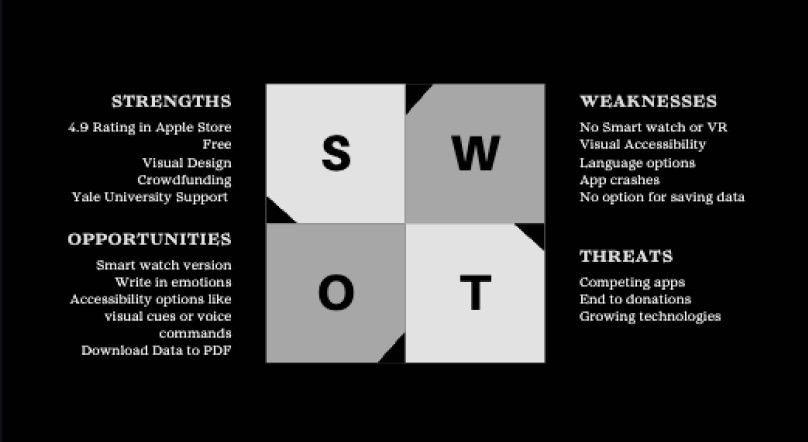 STRENGTHS
4.9 Rating in Apple Store
Free
Visual Design
Crowdfunding
Yale University Support
S
W
WEAKNESSES
No Smart watch or VR
Visual Accessibility
Language options
App crashes
No option for saving data
OPPORTUNITIES
Smart watch version
Write in emotions
Accessibility options like
visual cues or voice
commands
Download Data to PDF
O
T
THREATS
Competing apps
End to donations
Growing technologies